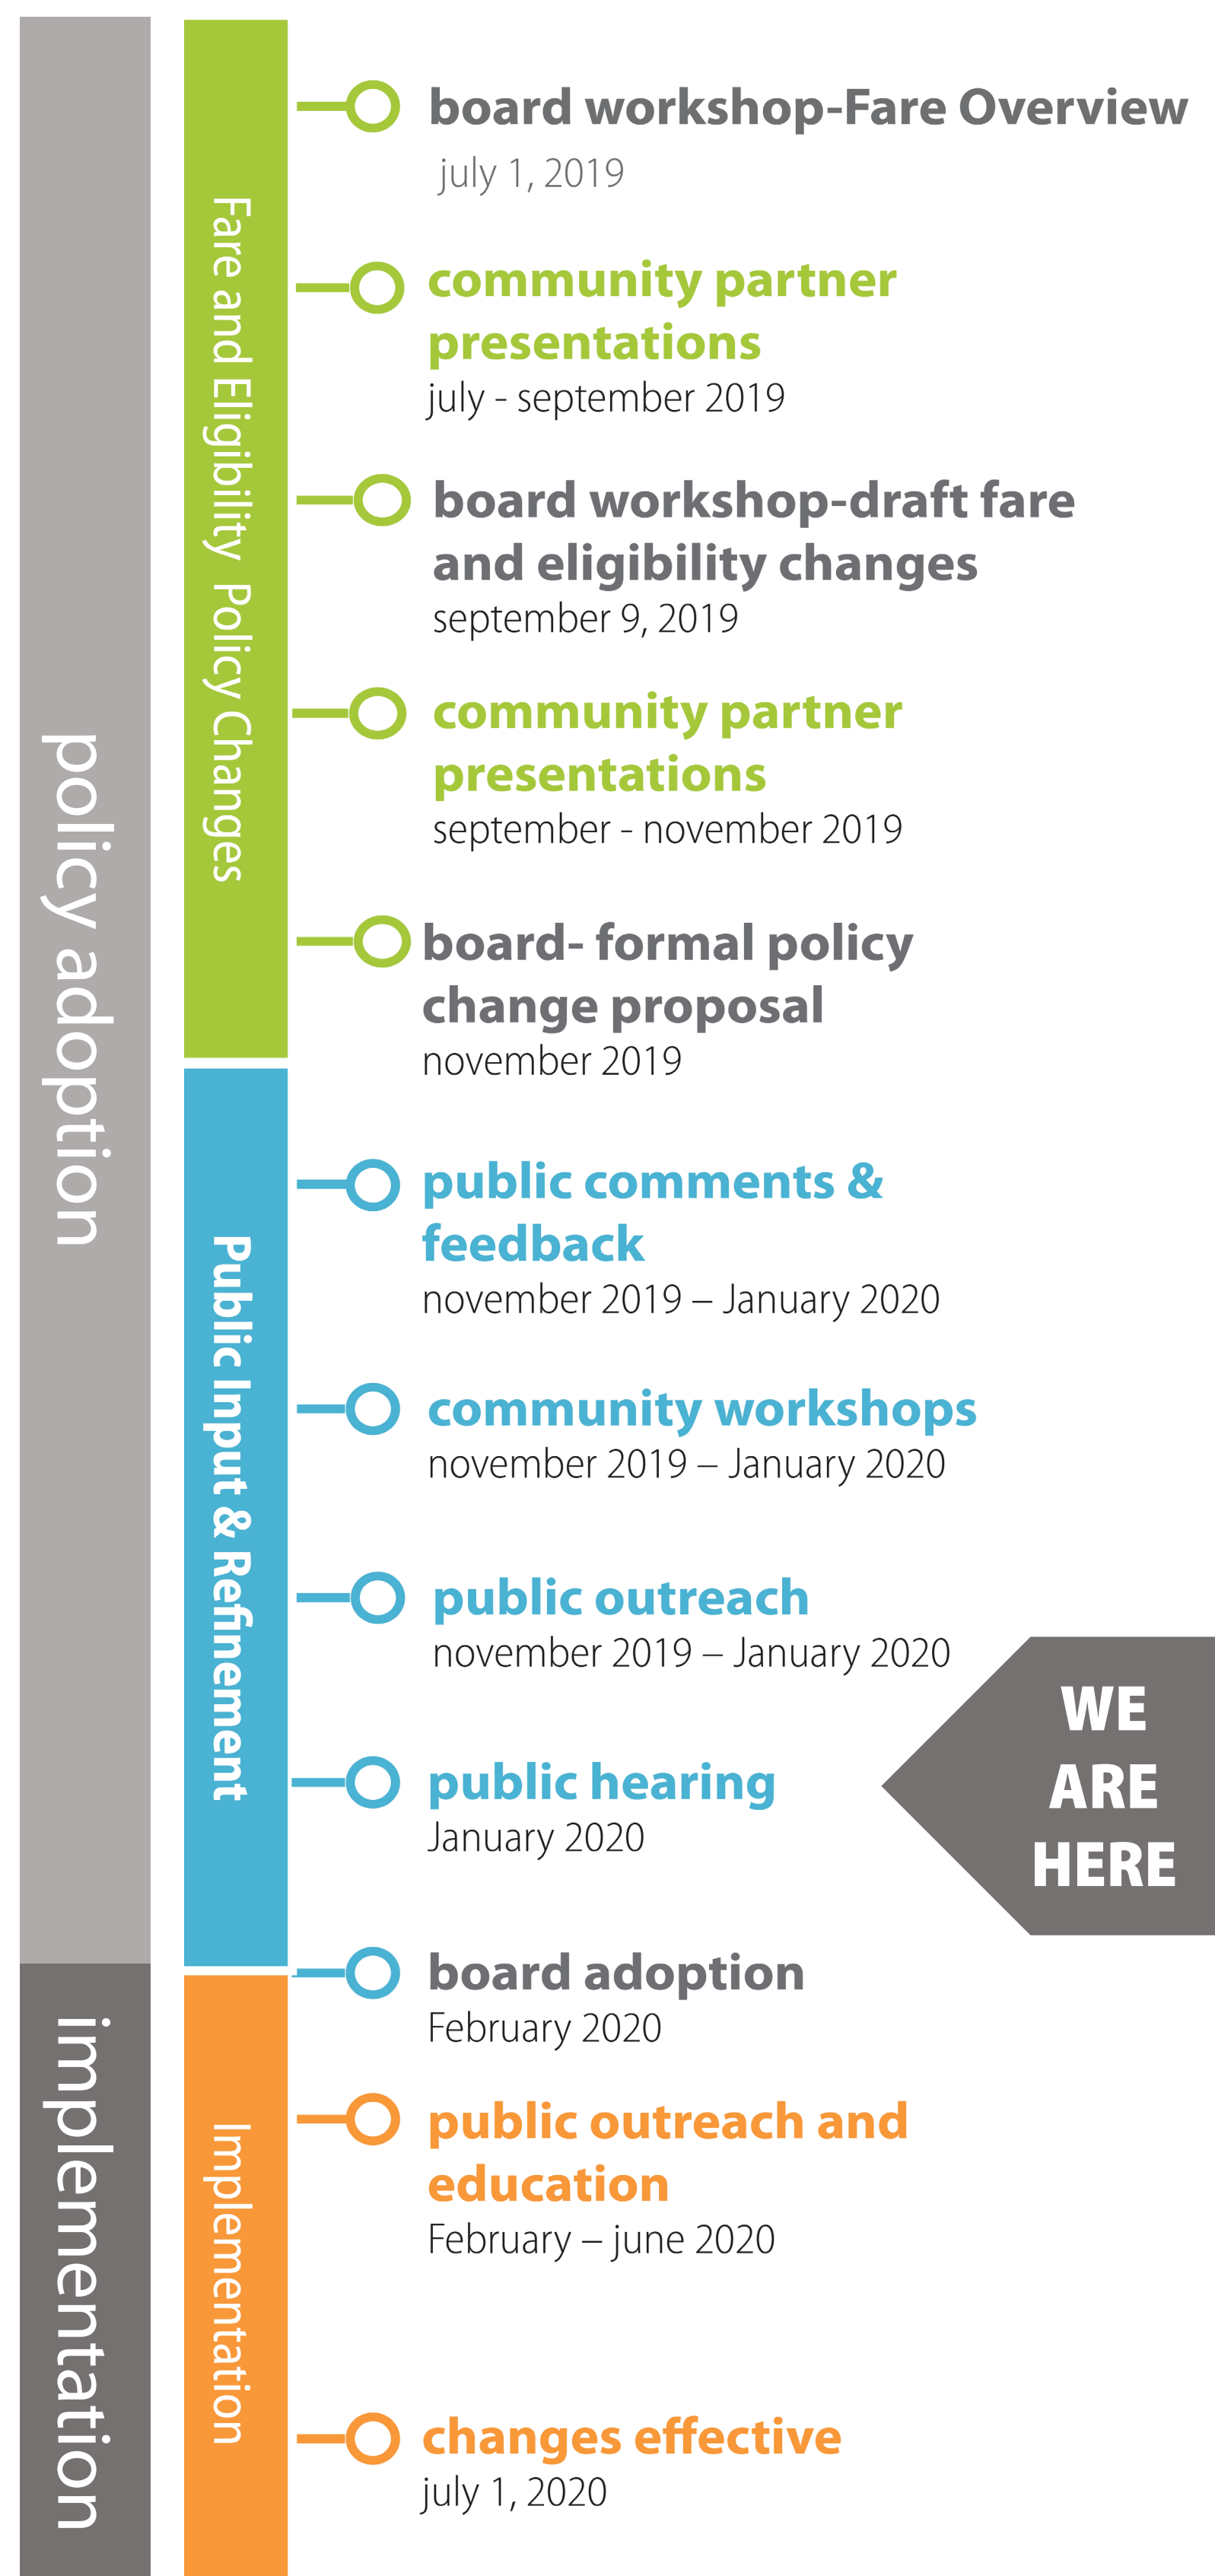 policy adoption
implementation
Fare and Eligibility Policy Changes
board workshop-Fare Overview
july 1, 2019
community partner
presentations
july - september 2019
board workshop-draft fare
and eligibility changes
september 9, 2019
community partner
presentations
september - november 2019
board- formal policy
change proposal
november 2019
Public Input & Refinement
public comments &
feedback
november 2019 – January 2020
community workshops
november 2019 – January 2020
public outreach
november 2019 – January 2020
public hearing
January 2020
WE
ARE
HERE
board adoption
February 2020
Implementation
public outreach and
education
February – june 2020
changes effective
july 1, 2020